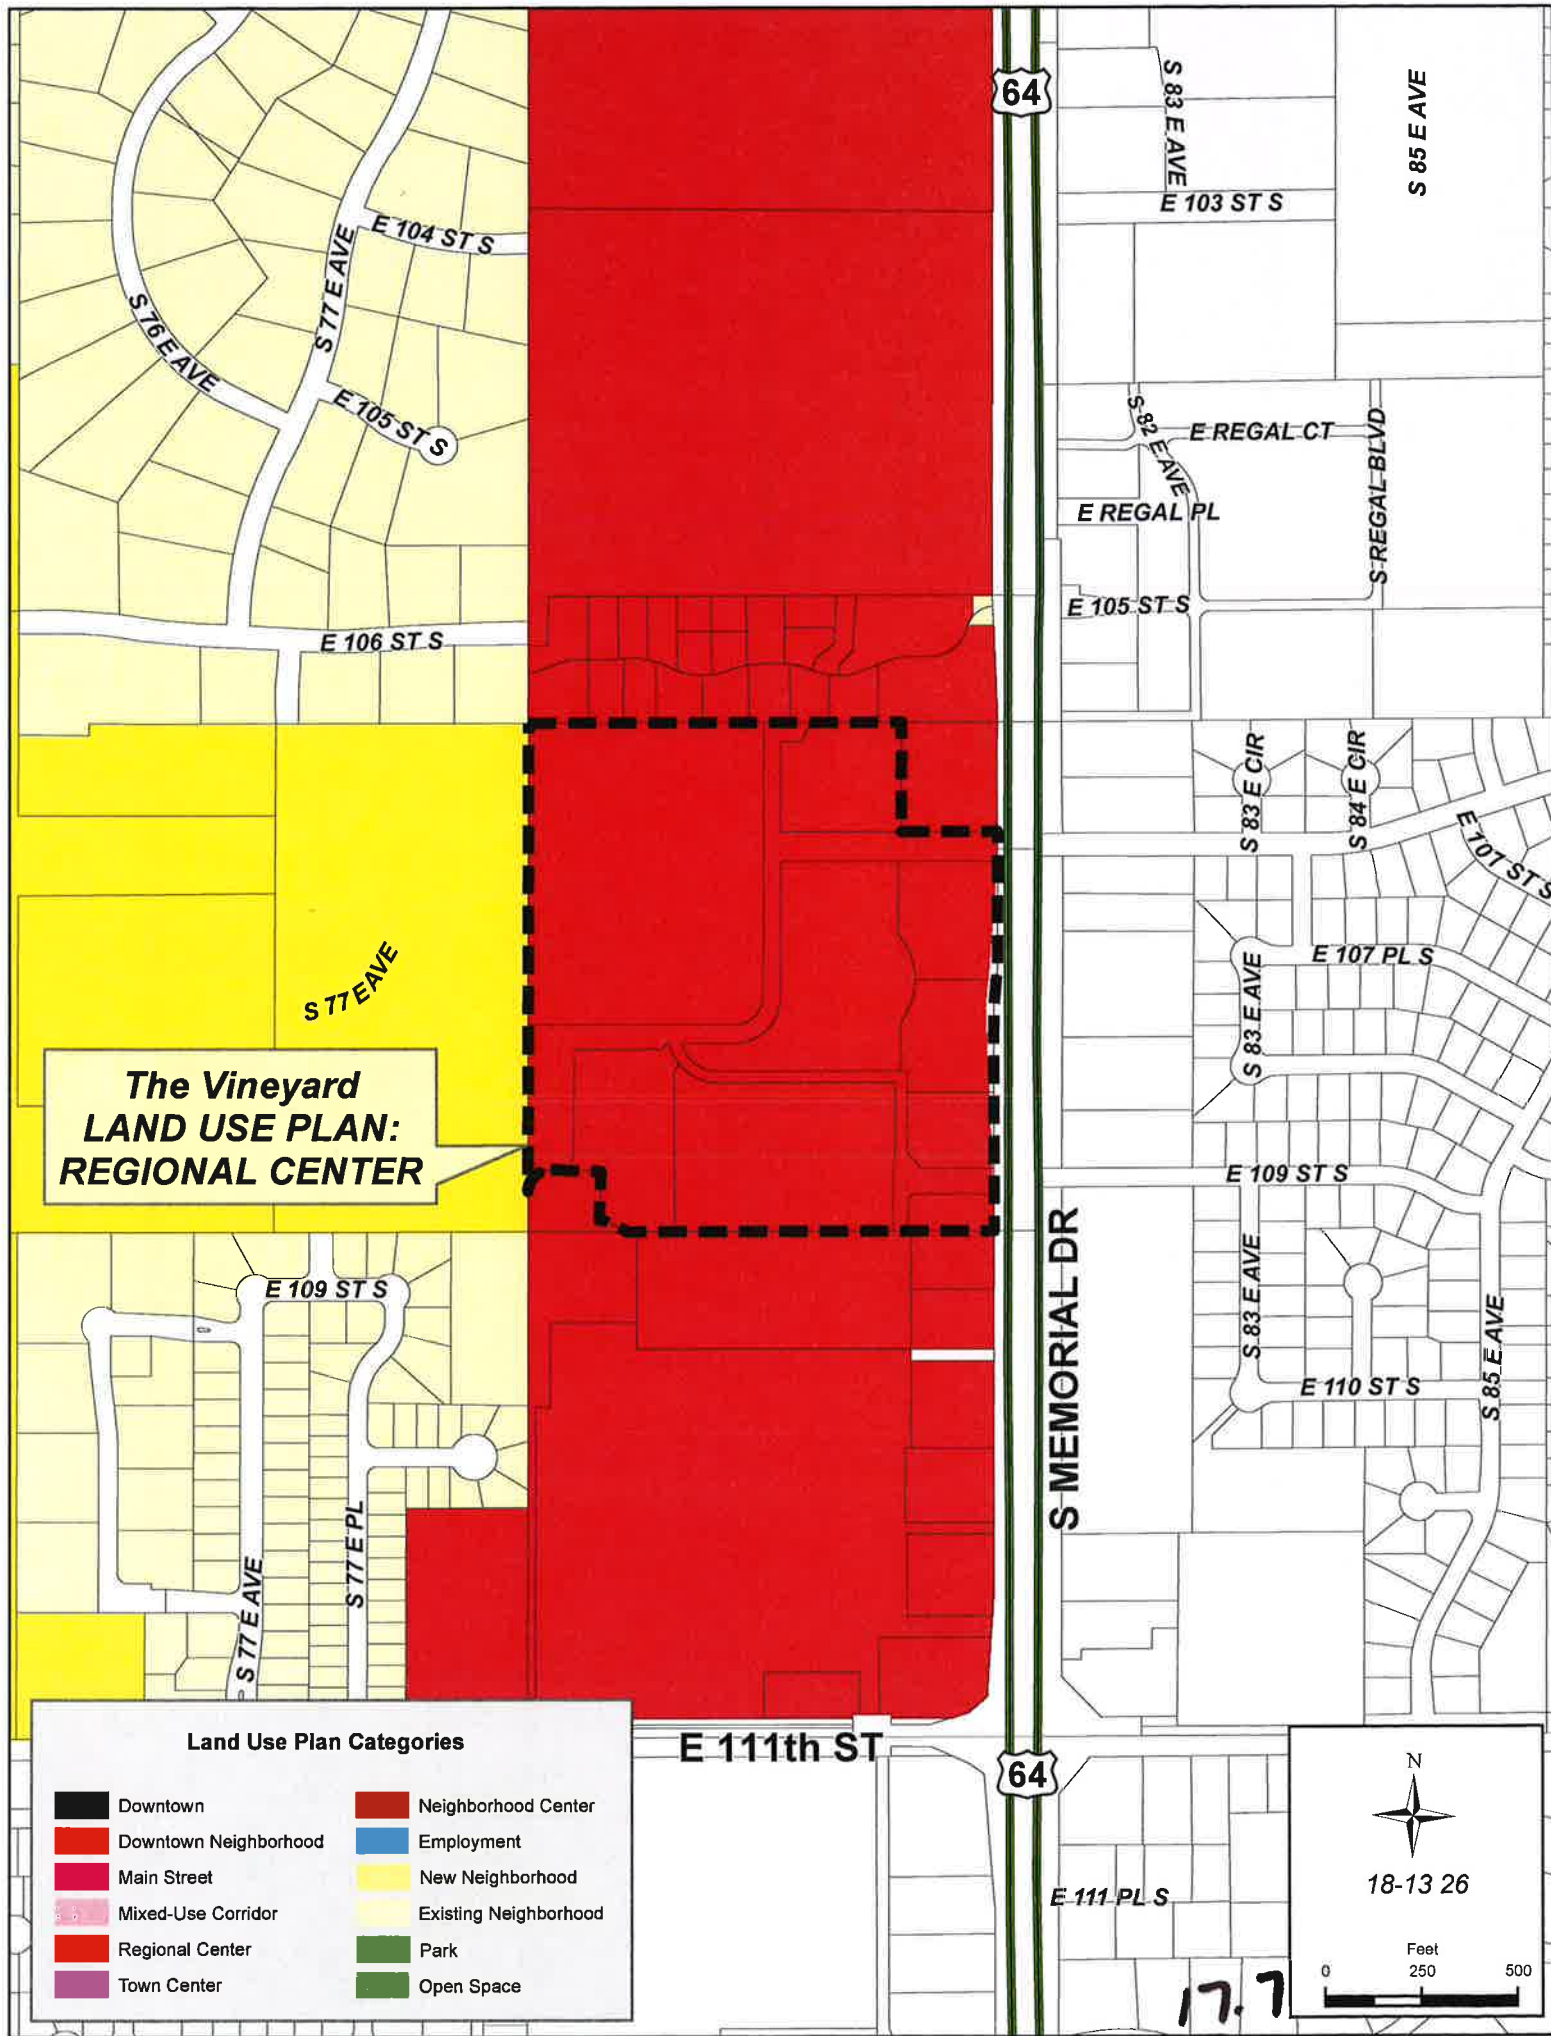 64
S 83 E AVE
S 85 E AVE
E 103 ST S
E 104 ST S
S 77 E AVE
S 76 E AVE
E 105 ST S
S 82 E AVE
E REGAL CT
S REGAL BLVD
E REGAL PL
E 105 ST S
E 106 ST S
S 83 E CIR
S 84 E CIR
E 107 ST S
S 77 E AVE
E 107 PL S
S 83 E AVE
The Vineyard
LAND USE PLAN:
REGIONAL CENTER
E 109 ST S
S MEMORIAL DR
E 109 ST S
S 83 E AVE
S 85 E AVE
E 110 ST S
S 77 E PL
S 77 E AVE
E 111th ST
64
E 111 PL S
Land Use Plan Categories
Downtown
Downtown Neighborhood
Main Street
Mixed-Use Corridor
Regional Center
Town Center
Neighborhood Center
Employment
New Neighborhood
Existing Neighborhood
Park
Open Space
N
18-13 26
Feet
0 250 500
17.7